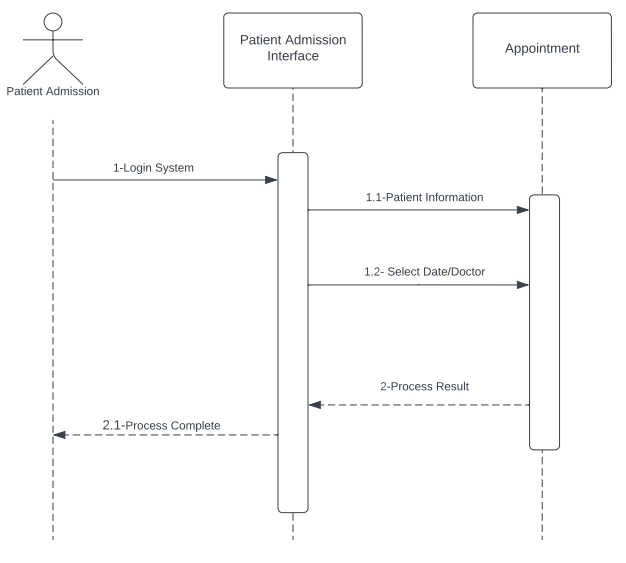 Patient Admission
Interface
Appointment
Patient Admission
1-Login System
1.1-Patient Information
1.2- Select Date/Doctor
2-Process Result
2.1-Process Complete